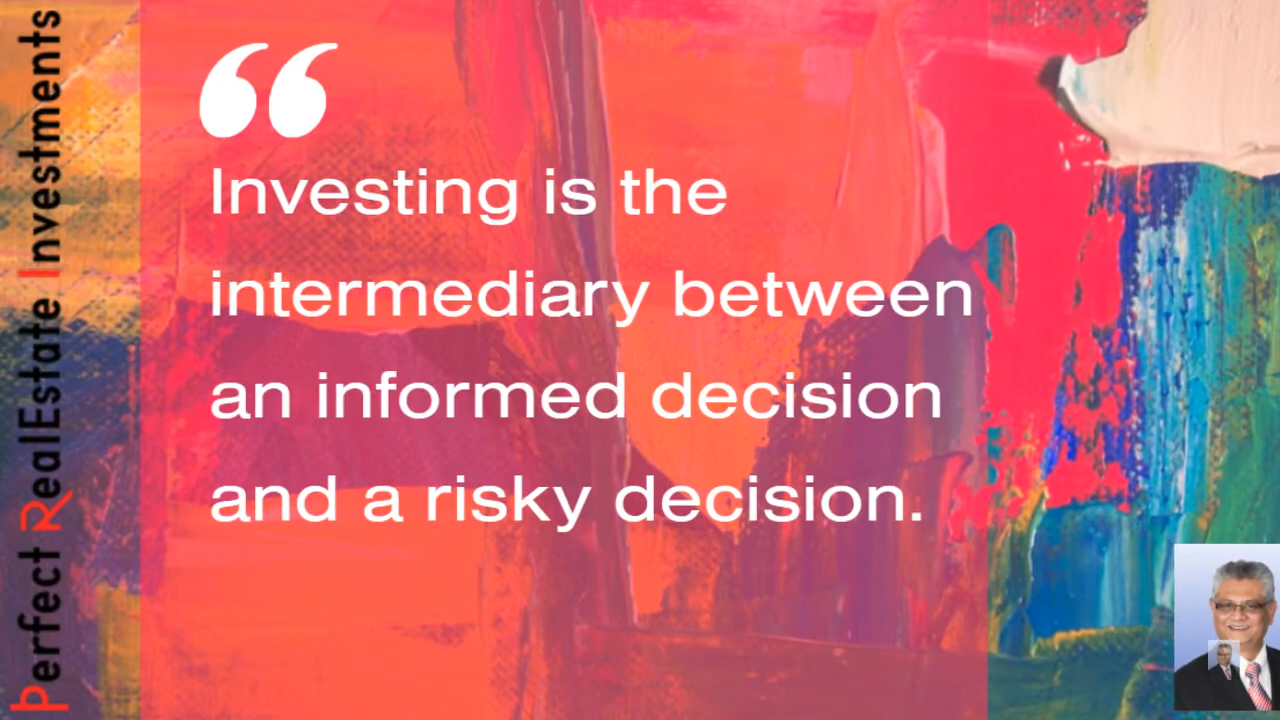 Perfect RealEstate Investments
“
Investing is the
intermediary between
an informed decision
and a risky decision.